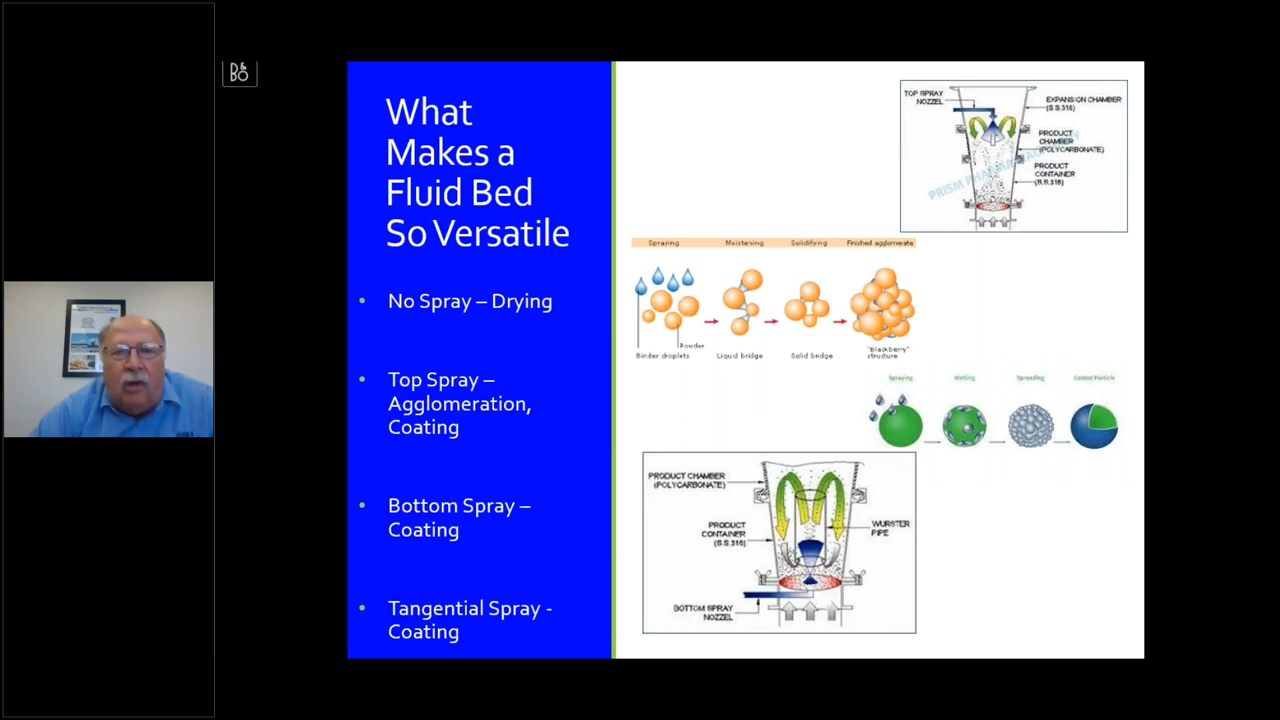 B&
BO
What
Makes a
Fluid Bed
So Versatile
• No Spray – Drying
• Top Spray –
Agglomeration,
Coating
• Bottom Spray –
Coating
• Tangential Spray -
Coating
TOP SPRAY
NOZZEL
EXPANSION CHAMBER
(S.S.316)
PRODUCT
CHAMBER
(POLYCARBONATE)
PRODUCT
CONTAINER
(S.S.316)
PRISM PHARMA
Spraying Moistening Solidifying Finished agglomerate
Powder
Binder droplets Liquid bridge Solid bridge "Blackberry"
structure
Spraying Wetting Spreading Coated Particle
PRODUCT CHAMBER
(POLYCARBONATE)
PRODUCT
CONTAINER
(S.S.316)
WURSTER
PIPE
BOTTOM SPRAY
NOZZEL